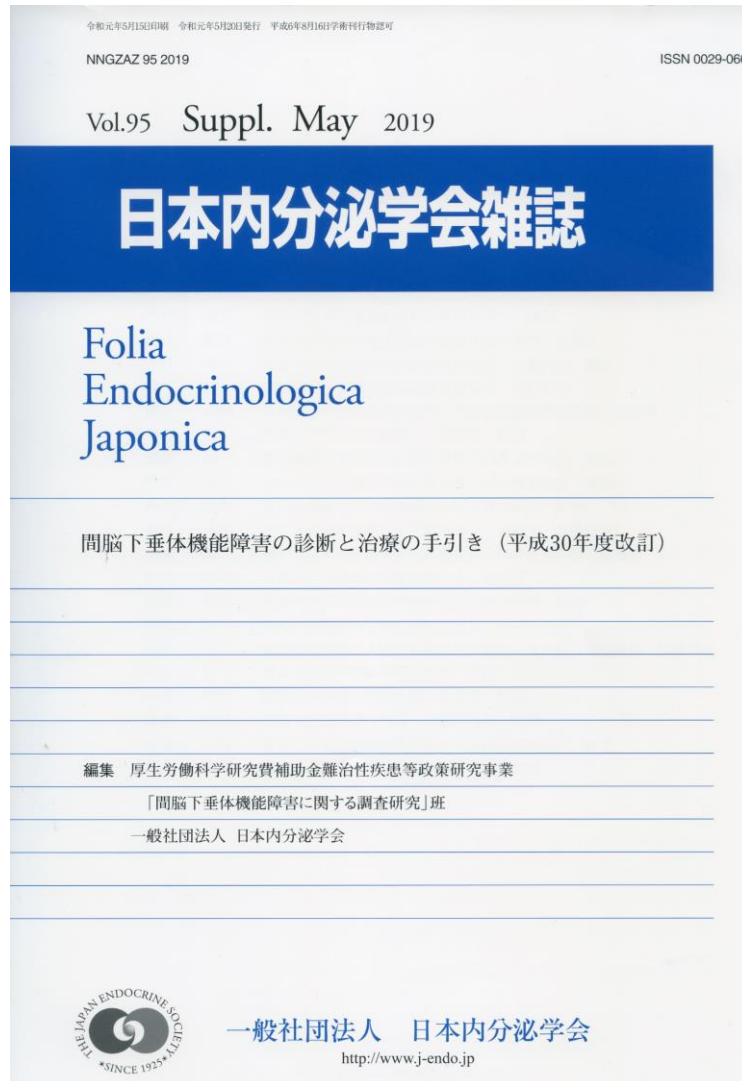 令和元年5月15日印刷 令和元年5月20日発行 平成6年8月16日学術刊行物認可
NNGZAZ 95 2019
ISSN 0029-066
Vol.95 Suppl. May 2019
日本内分泌学会雑誌
Folia
Endocrinologica
Japonica
間脳下垂体機能障害の診断と治療の手引き（平成30年度改訂）
編集 厚生労働科学研究費補助金難治性疾患等政策研究事業
「間脳下垂体機能障害に関する調査研究」班
一般社団法人 日本内分泌学会
THE JAPAN ENDOCRINE SOCIETY
*SINCE 1925*
一般社団法人 日本内分泌学会
http://www.j-endo.jp